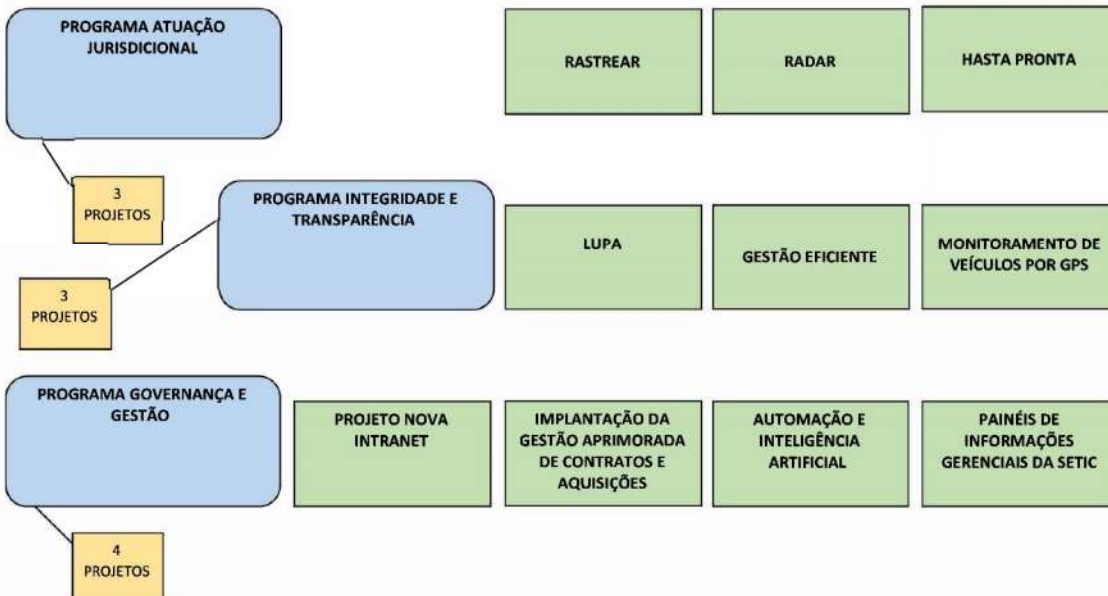 PROGRAMA ATUAÇÃO
JURISDICIONAL
RASTREAR
RADAR
HASTA PRONTA
3
PROJETOS
PROGRAMA INTEGRIDADE E
TRANSPARÊNCIA
LUPA
GESTÃO EFICIENTE
MONITORAMENTO DE
VEÍCULOS POR GPS
3
PROJETOS
PROGRAMA GOVERNANÇA E
GESTÃO
PROJETO NOVA
INTRANET
IMPLANTAÇÃO DA
GESTÃO APRIMORADA
DE CONTRATOS E
AQUISIÇÕES
AUTOMAÇÃO E
INTELIGÊNCIA
ARTIFICIAL
PAINÉIS DE
INFORMAÇÕES
GERENCIAIS DA SETIC
4
PROJETOS